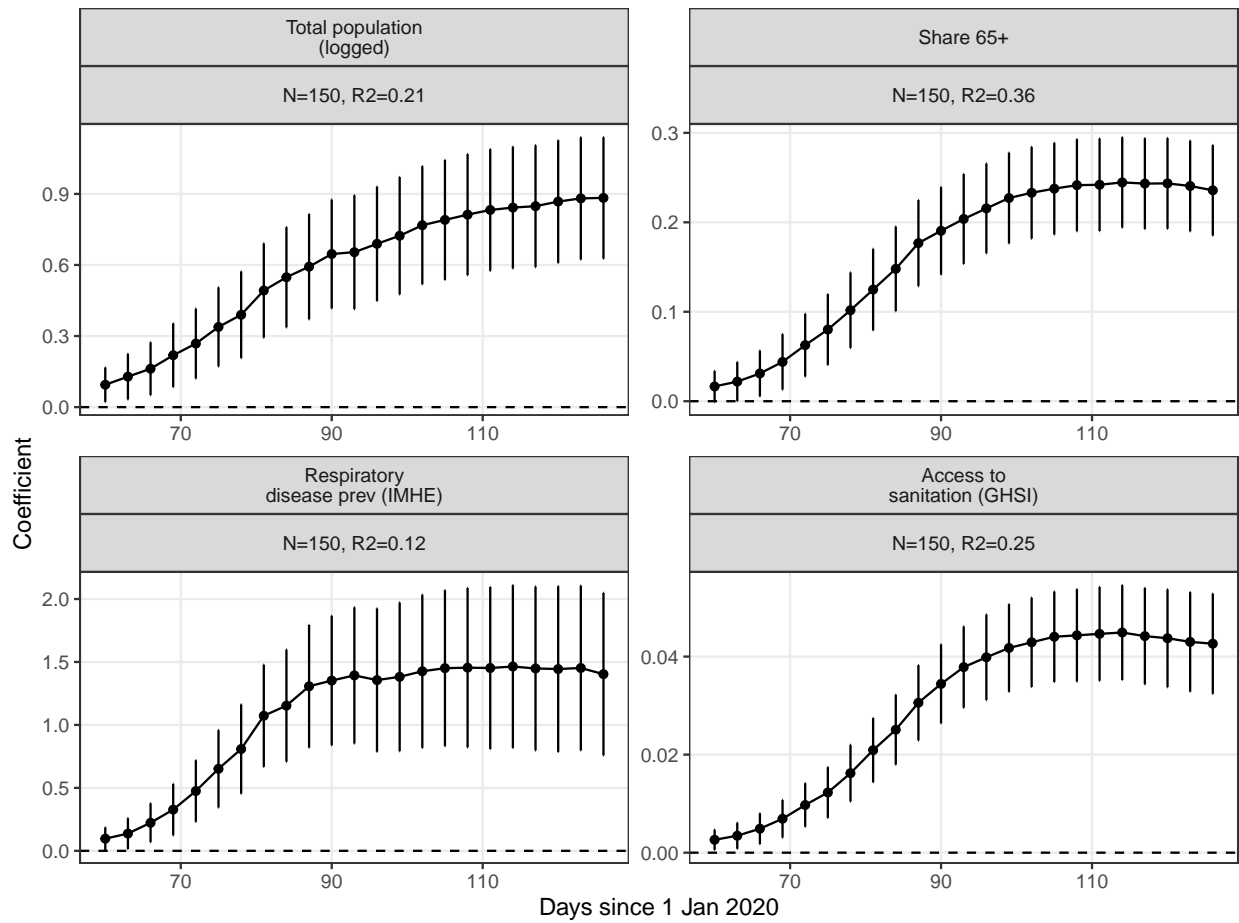 Total population
(logged)
N=150, R2=0.21
0.9
0.6
0.3
0.0
70 90 110
Share 65+
N=150, R2=0.36
0.3
0.2
0.1
0.0
70 90 110
Respiratory
disease prev (IMHE)
N=150, R2=0.12
2.0
1.5
1.0
0.5
0.0
70 90 110
Access to
sanitation (GHSI)
N=150, R2=0.25
0.04
0.02
0.00
70 90 110
Coefficient
Days since 1 Jan 2020